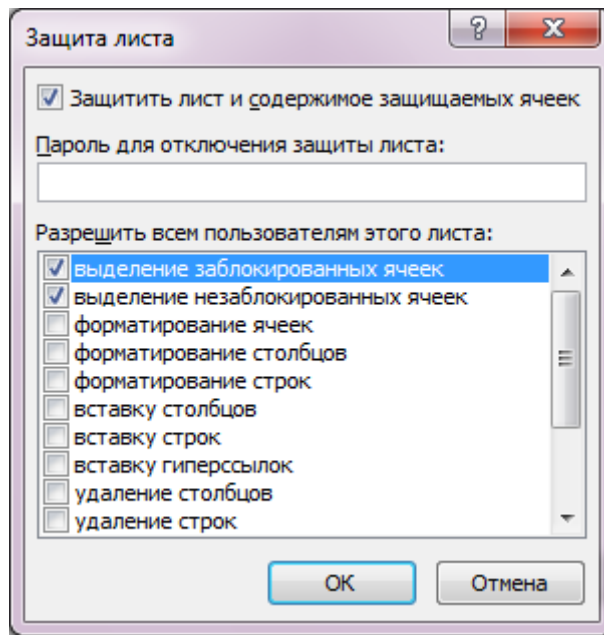 Защита листа
Защитить лист и содержимое защищаемых ячеек
Пароль для отключения защиты листа:
Разрешить всем пользователям этого листа:
выделение заблокированных ячеек
выделение незаблокированных ячеек
форматирование ячеек
форматирование столбцов
форматирование строк
вставку столбцов
вставку строк
вставку гиперссылок
удаление столбцов
удаление строк
ОК Отмена